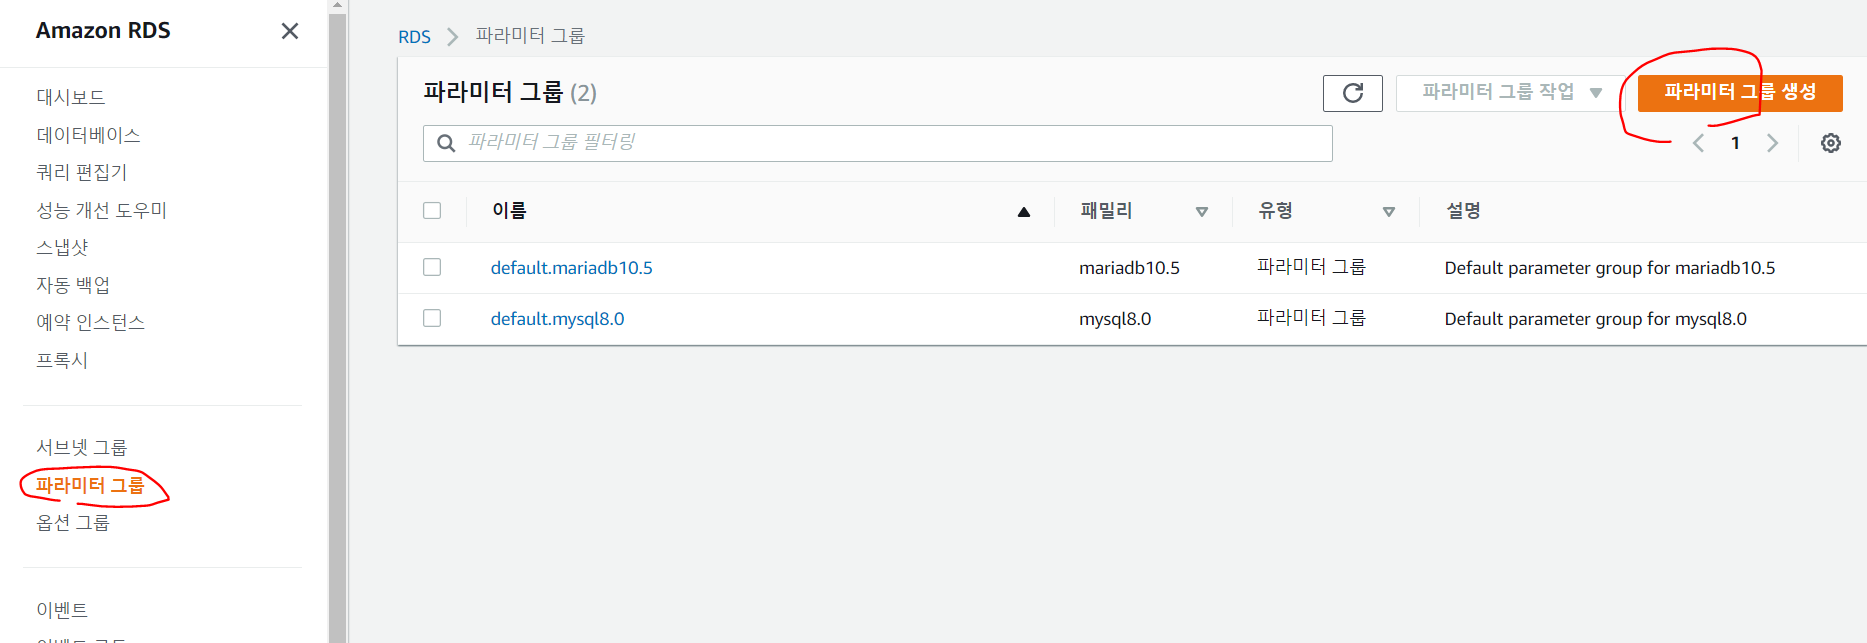 Amazon RDS
대시보드
데이터베이스
쿼리 편집기
성능 개선 도우미
스냅샷
자동 백업
예약 인스턴스
프록시
서브넷 그룹
파라미터 그룹
옵션 그룹
이벤트
RDS 파라미터 그룹
파라미터 그룹 (2)
파라미터 그룹 작업
파라미터 그룹 생성
파라미터 그룹 필터링
1
이름 패밀리 유형 설명
default.mariadb10.5 mariadb10.5 파라미터 그룹 Default parameter group for mariadb10.5
default.mysql8.0 mysql8.0 파라미터 그룹 Default parameter group for mysql8.0